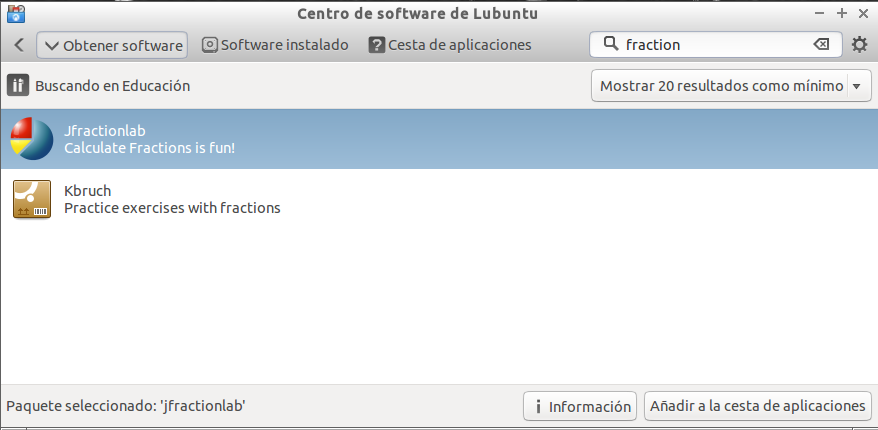 Centro de software de Lubuntu
Obtener software
Software instalado
Cesta de aplicaciones
fraction
Buscando en Educación
Mostrar 20 resultados como mínimo
Jfractionlab
Calculate Fractions is fun!
Kbruch
Practice exercises with fractions
Paquete seleccionado: 'jfractionlab'
Información
Añadir a la cesta de aplicaciones